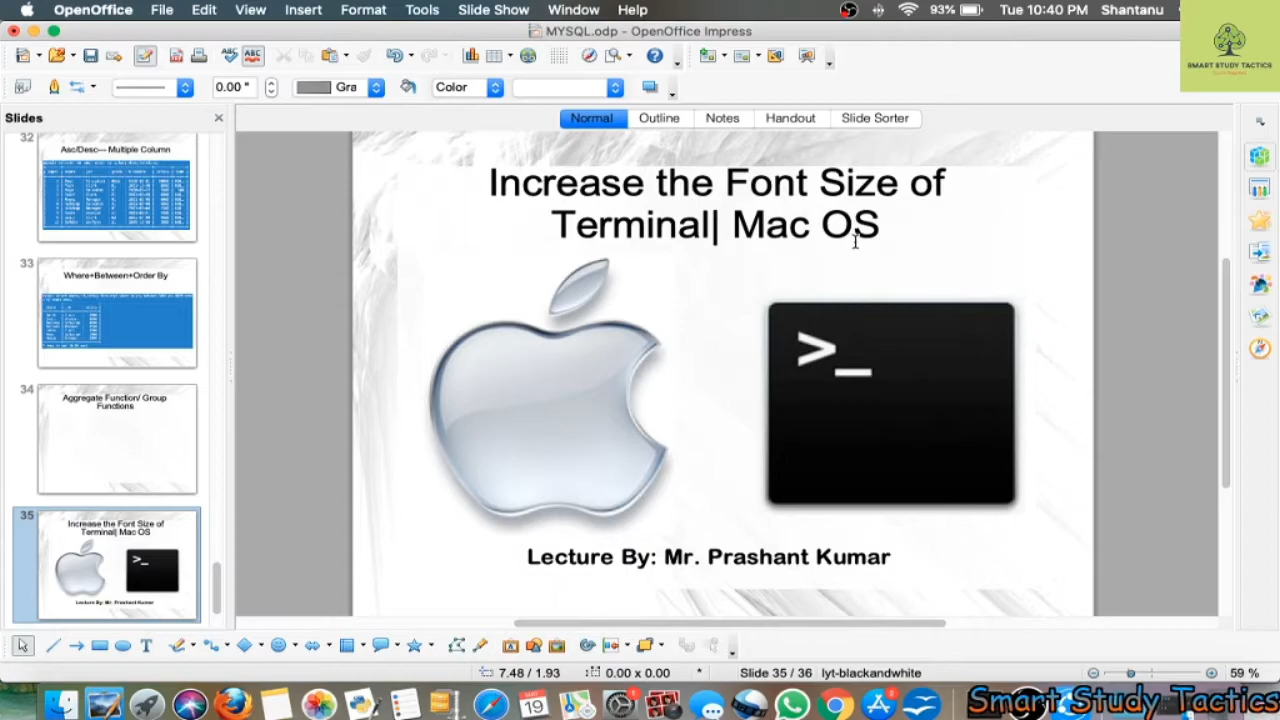 OpenOffice File Edit View Insert Format Tools Slide Show Window Help 93% Tue 10:40 PM Shantanu
MYSQL.odp - OpenOffice Impress
SMART STUDY TACTICS
0.00 " Gra Color
Slides
Normal Outline Notes Handout Slide Sorter
32
Asc/Desc--- Multiple Column
33
Where+Between+Order By
34
Aggregate Function/ Group
Functions
35
Increase the Font Size of
Terminal| Mac OS
>_
Lecture By: Mr. Prashant Kumar
Increase the Font Size of
Terminal| Mac OS
>_
Lecture By: Mr. Prashant Kumar
7.48 / 1.93 0.00 x 0.00 * Slide 35 / 36 lyt-blackandwhite 59 %
MAY
19
Smart Study Tactics